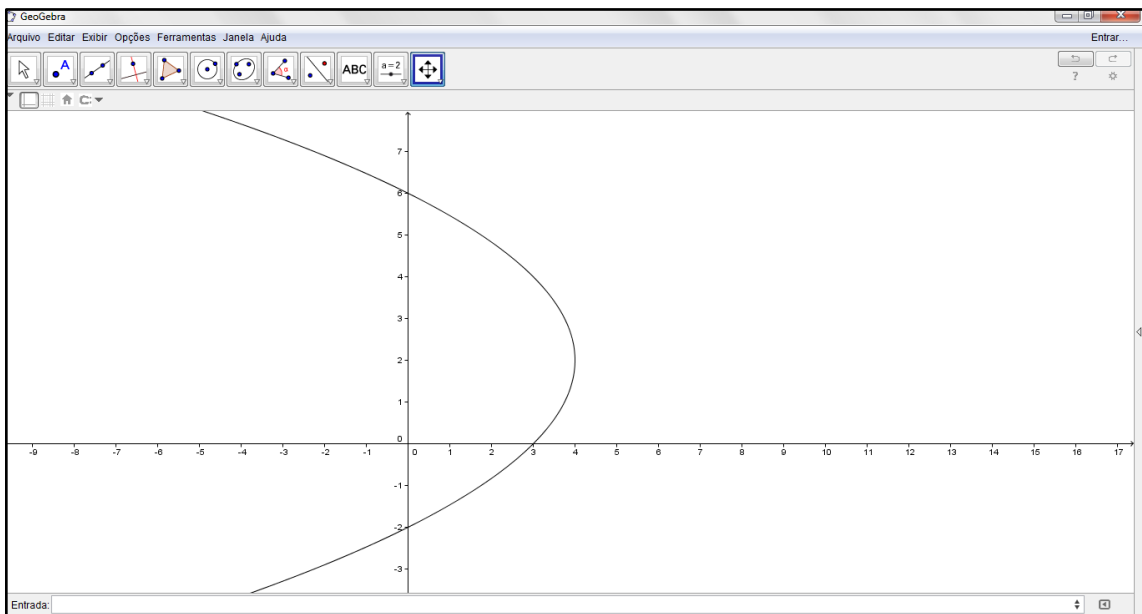 GeoGebra
Arquivo Editar Exibir Opções Ferramentas Janela Ajuda Entrar...
A ABC a=2
?
7
6
5
4
3
2
1
0
-9 -8 -7 -6 -5 -4 -3 -2 -1 0 1 2 3 4 5 6 7 8 9 10 11 12 13 14 15 16 17
-1
-2
-3
Entrada: